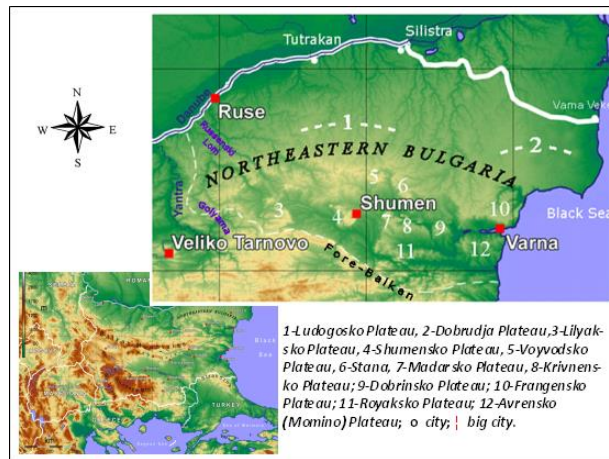 Silistra
Tutrakan
Danube
Ruse
Vama Veke
N
W E
S
1
2
Rusenski
Lom
NORTHEASTERN BULGARIA
5
6
Yantra
Golyama
3
4
Shumen
7
8
9
10
Black Sea
Veliko Tarnovo
11
12
Varna
Fore-Balkan
TURKEY
1-Ludogosko Plateau, 2-Dobrudja Plateau,3-Lilyak-
sko Plateau, 4-Shumensko Plateau, 5-Voyvodsko
Plateau, 6-Stana, 7-Madarsko Plateau, 8-Krivnens-
ko Plateau; 9-Dobrinsko Plateau; 10-Frangensko
Plateau; 11-Royaksko Plateau; 12-Avrensko
(Momino) Plateau; o city; ¦ big city.